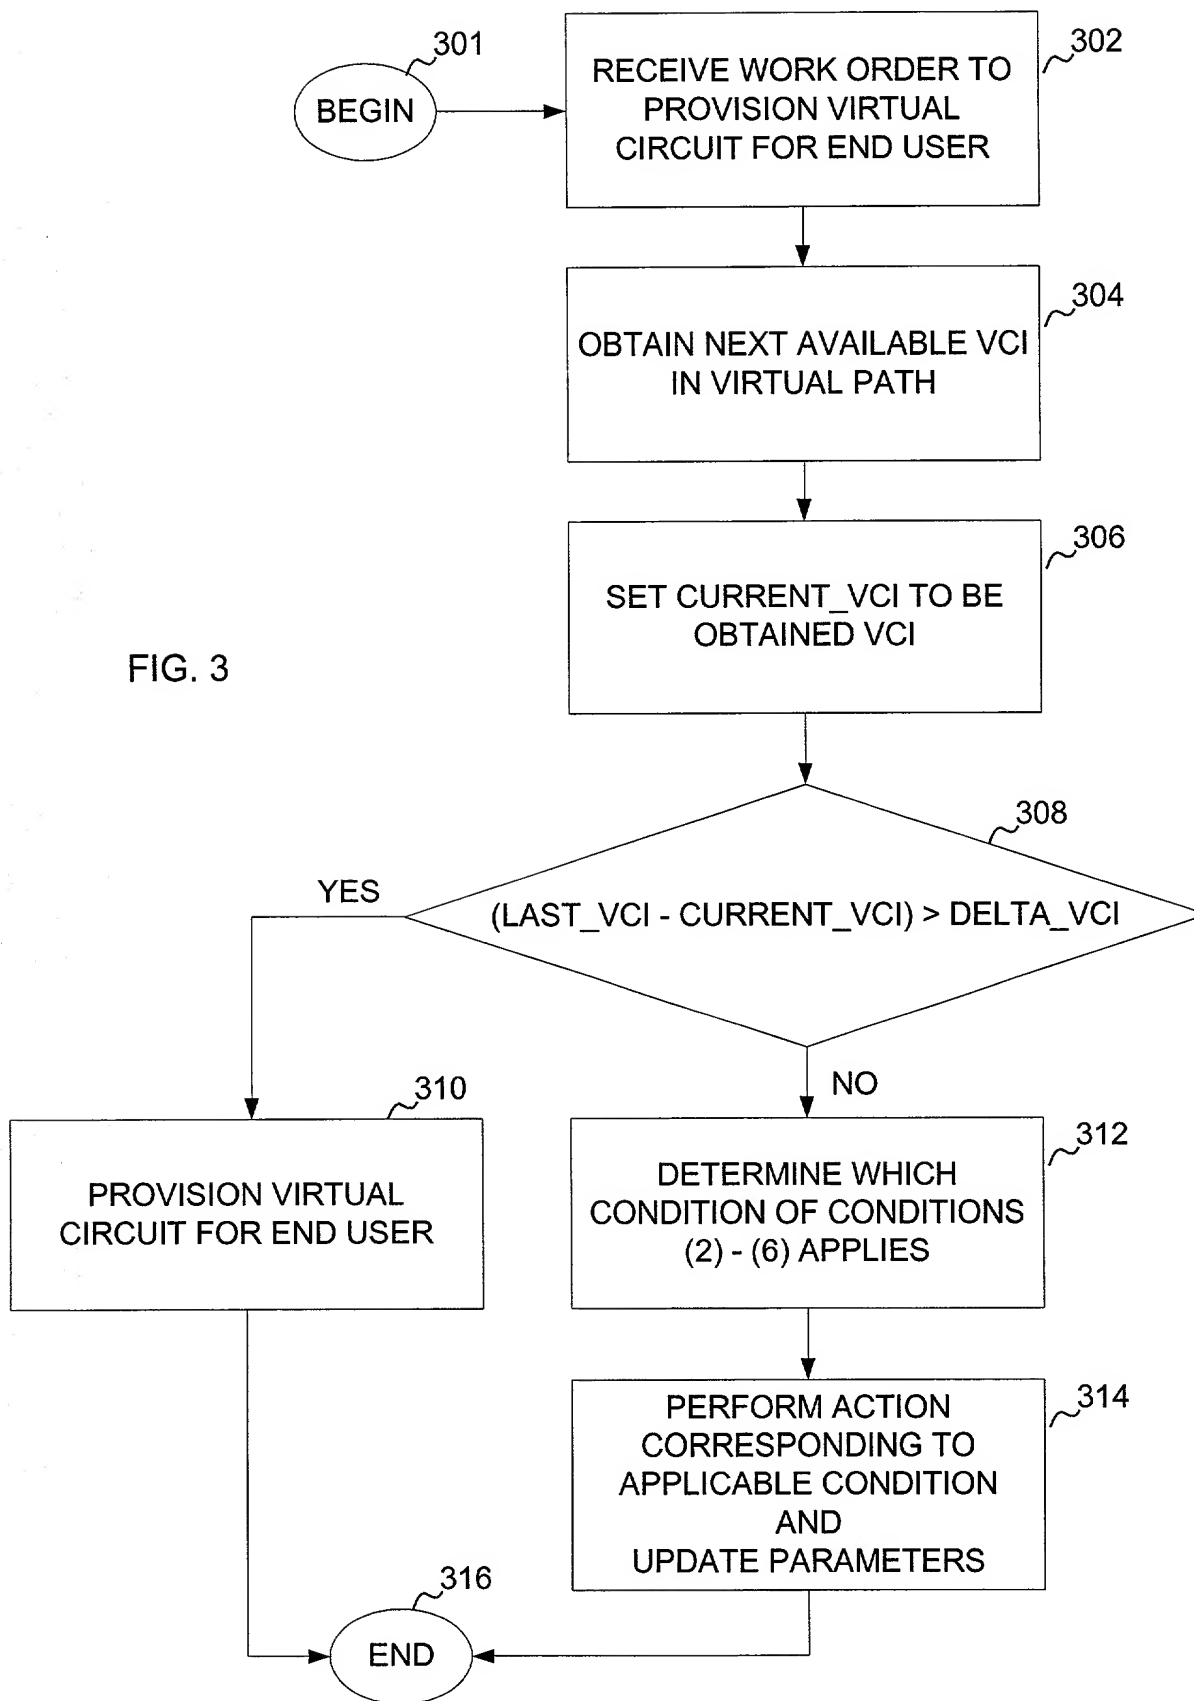 301
BEGIN
302
RECEIVE WORK ORDER TO
PROVISION VIRTUAL
CIRCUIT FOR END USER
304
OBTAIN NEXT AVAILABLE VCI
IN VIRTUAL PATH
306
SET CURRENT_VCI TO BE
OBTAINED VCI
FIG. 3
308
YES
(LAST_VCI - CURRENT_VCI) > DELTA_VCI
NO
310
PROVISION VIRTUAL
CIRCUIT FOR END USER
312
DETERMINE WHICH
CONDITION OF CONDITIONS
(2) - (6) APPLIES
314
PERFORM ACTION
CORRESPONDING TO
APPLICABLE CONDITION
AND
UPDATE PARAMETERS
316
END